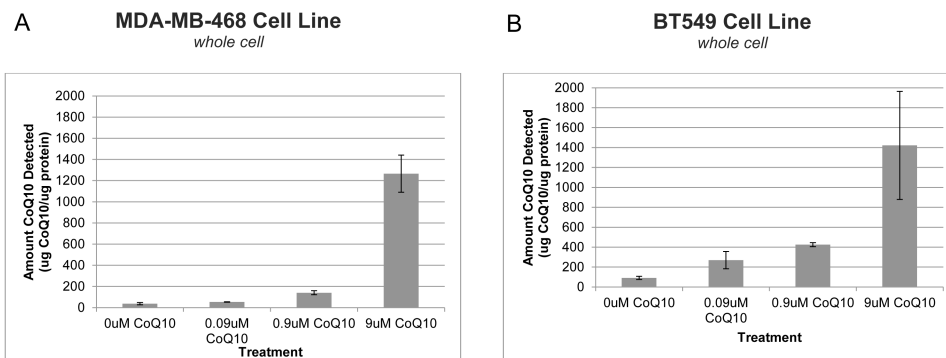 A
MDA-MB-468 Cell Line
whole cell
Amount CoQ10 Detected
(ug CoQ10/ug protein)
2000
1800
1600
1400
1200
1000
800
600
400
200
0
0uM CoQ10
0.09uM
CoQ10
0.9uM CoQ10
9uM CoQ10
Treatment
B
BT549 Cell Line
whole cell
Amount CoQ10 Detected
(ug CoQ10/ug protein)
2000
1800
1600
1400
1200
1000
800
600
400
200
0
0uM CoQ10
0.09uM
CoQ10
0.9uM CoQ10
9uM CoQ10
Treatment